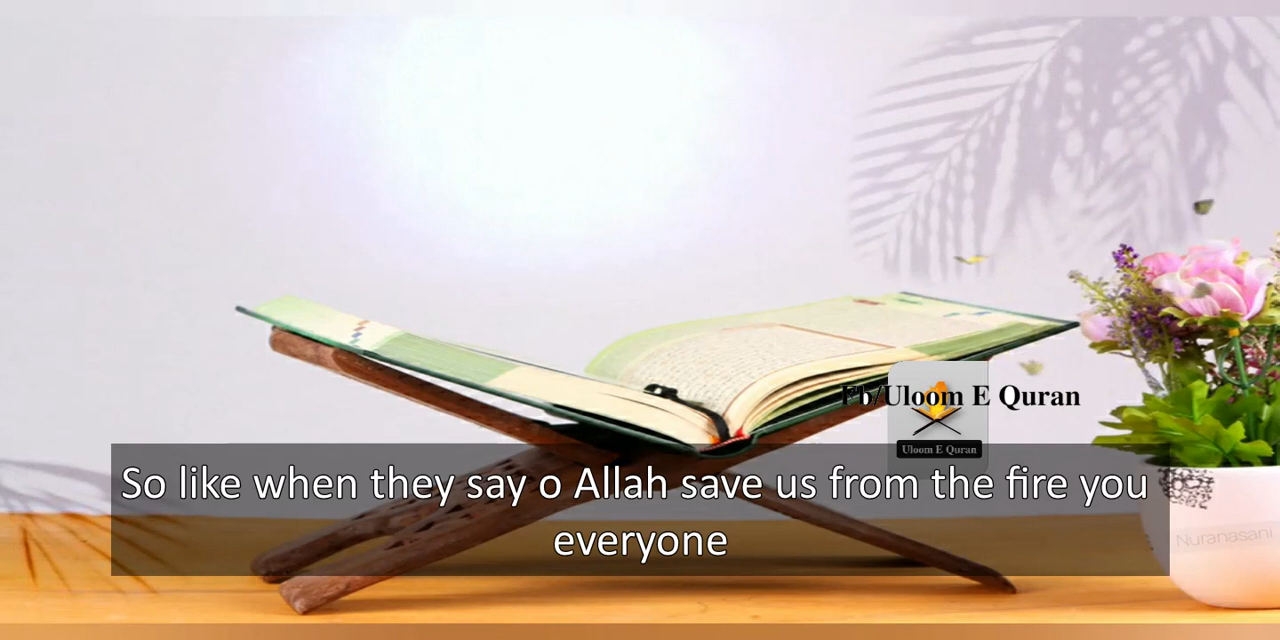 Fb/Uloom E Quran
Uloom E Quran
So like when they say o Allah save us from the fire you
everyone
Nuranasani